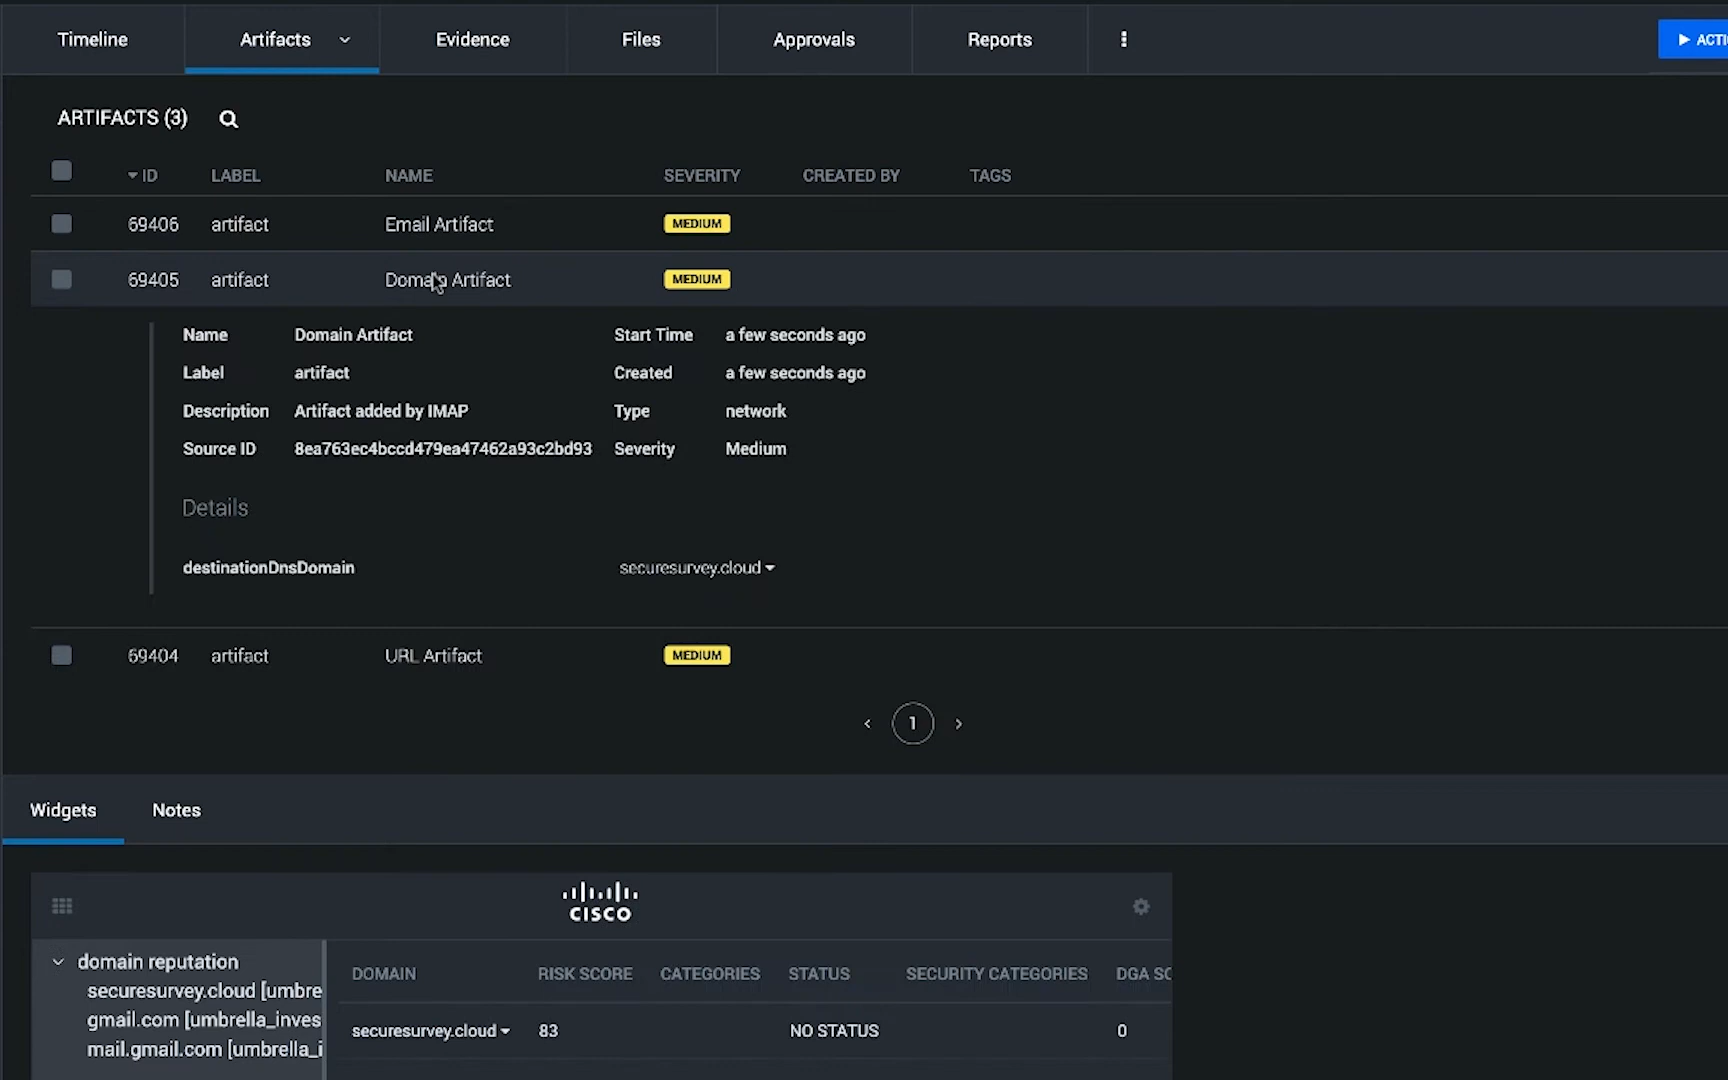 Timeline
Artifacts
Evidence
Files
Approvals
Reports
ARTIFACTS (3)
ID LABEL NAME SEVERITY CREATED BY TAGS
69406 artifact Email Artifact MEDIUM
69405 artifact Domain Artifact MEDIUM
Name Domain Artifact Start Time a few seconds ago
Label artifact Created a few seconds ago
Description Artifact added by IMAP Type network
Source ID 8ea763ec4bccd479ea47462a93c2bd93 Severity Medium
Details
destinationDnsDomain securesurvey.cloud
69404 artifact URL Artifact MEDIUM
1
Widgets Notes
CISCO
domain reputation
securesurvey.cloud [umbre
gmail.com [umbrella_inves
mail.gmail.com [umbrella_i
DOMAIN RISK SCORE CATEGORIES STATUS SECURITY CATEGORIES DGA SC
securesurvey.cloud 83 NO STATUS 0